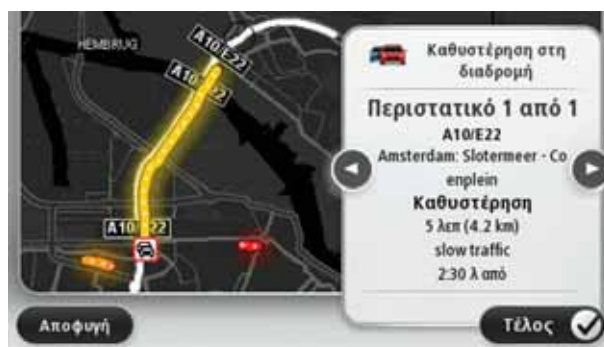 HEMBRUG
A10/E22
A10/E22
A10/E22
Καθυστέρηση στη
διαδρομή
Περιστατικό 1 από 1
A10/E22
Amsterdam: Slotermeer - Co
enplein
Καθυστέρηση
5 λεπ (4.2 km)
slow traffic
2:30 λ από
Αποφυγή
Τέλος